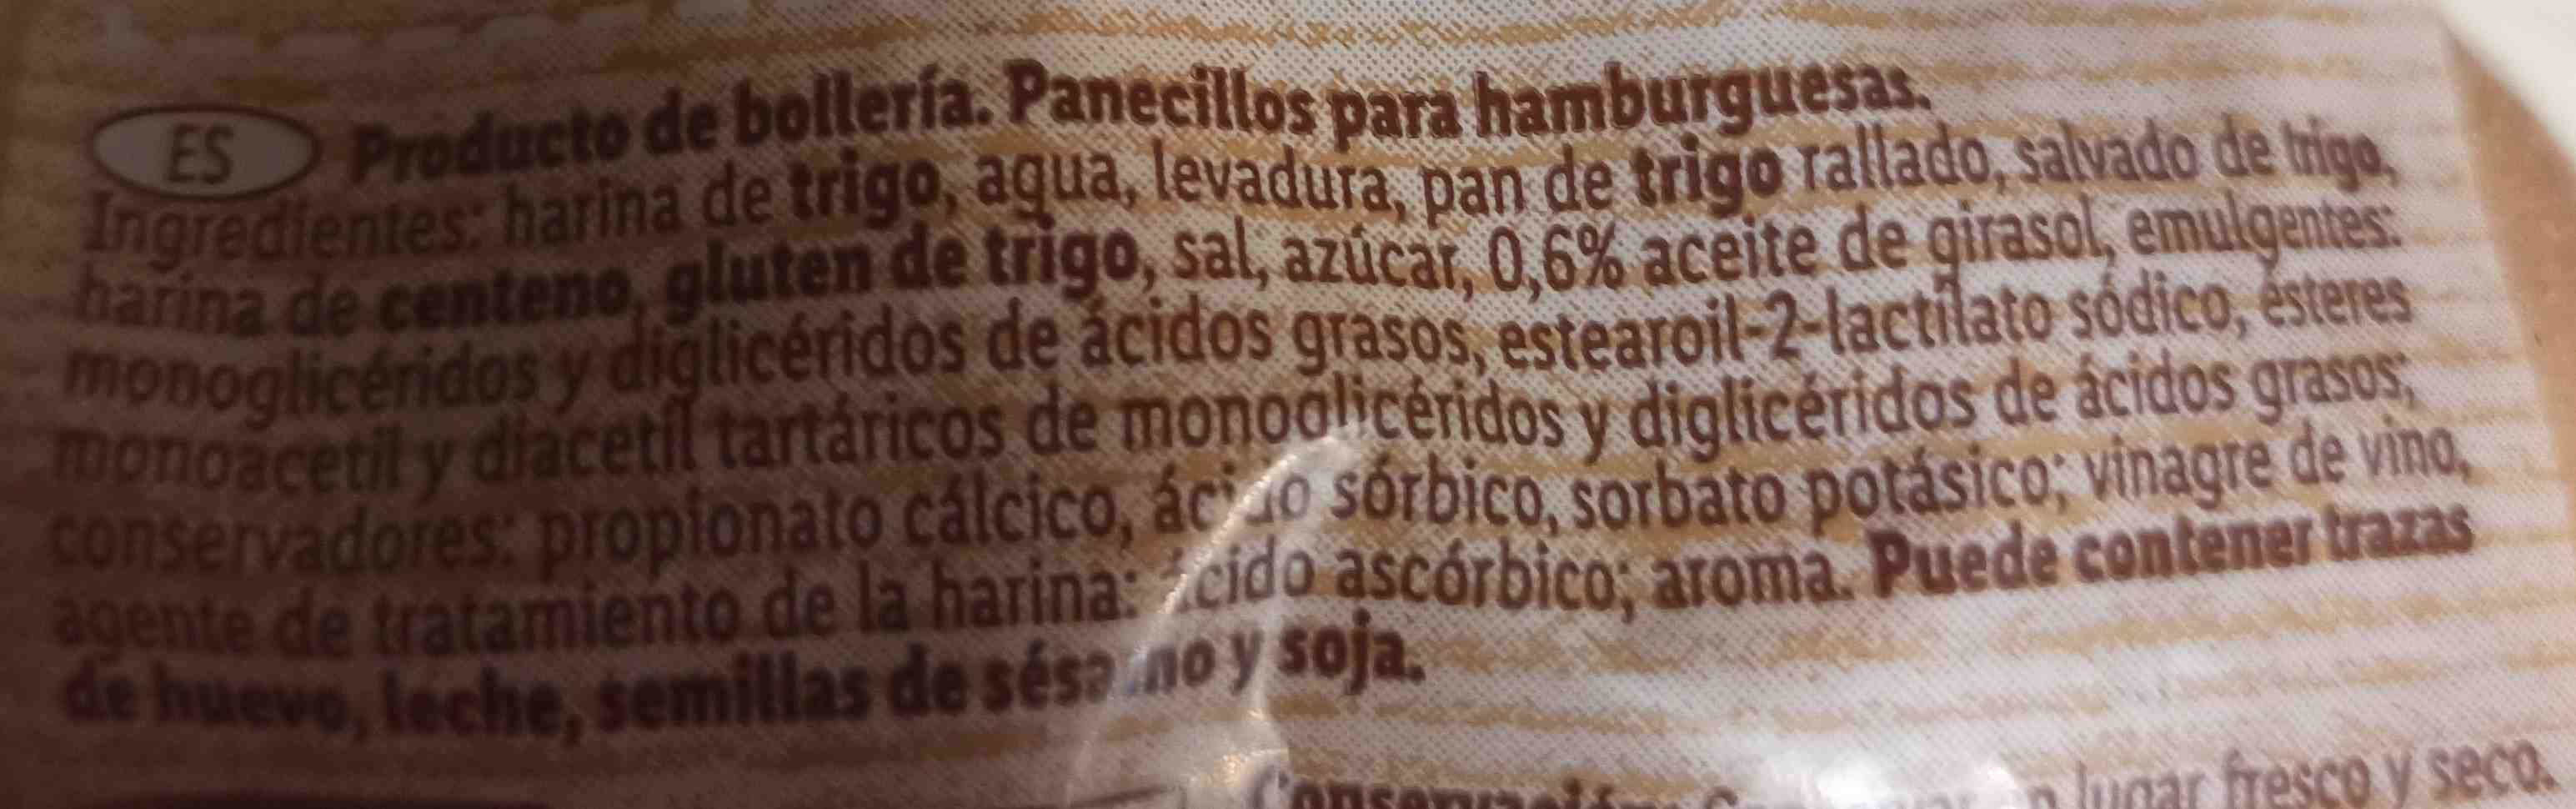 ES Producto de bollería. Panecillos para hamburguesas.
Ingredientes: harina de trigo, agua, levadura, pan de trigo rallado, salvado de trigo,
harina de centeno, gluten de trigo, sal, azúcar, 0,6% aceite de girasol, emulgentes:
monoglicéridos y diglicéridos de ácidos grasos, estearoil-2-lactilato sódico, ésteres
monoacetil y diacetil tartáricos de monoglicéridos y diglicéridos de ácidos grasos;
conservadores: propionato cálcico, ácido sórbico, sorbato potásico; vinagre de vino,
agente de tratamiento de la harina: ácido ascórbico; aroma. Puede contener trazas
de huevo, leche, semillas de sésamo y soja.
lugar fresco y seco.